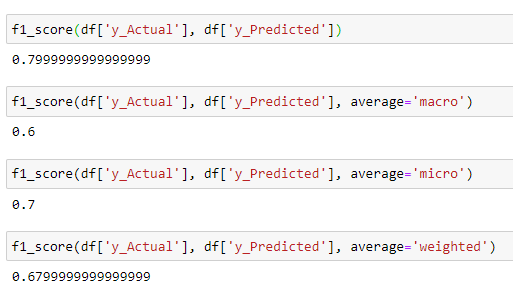 f1_score(df['y_Actual'], df['y_Predicted'])
0.7999999999999999
f1_score(df['y_Actual'], df['y_Predicted'], average='macro')
0.6
f1_score(df['y_Actual'], df['y_Predicted'], average='micro')
0.7
f1_score(df['y_Actual'], df['y_Predicted'], average='weighted')
0.6799999999999999